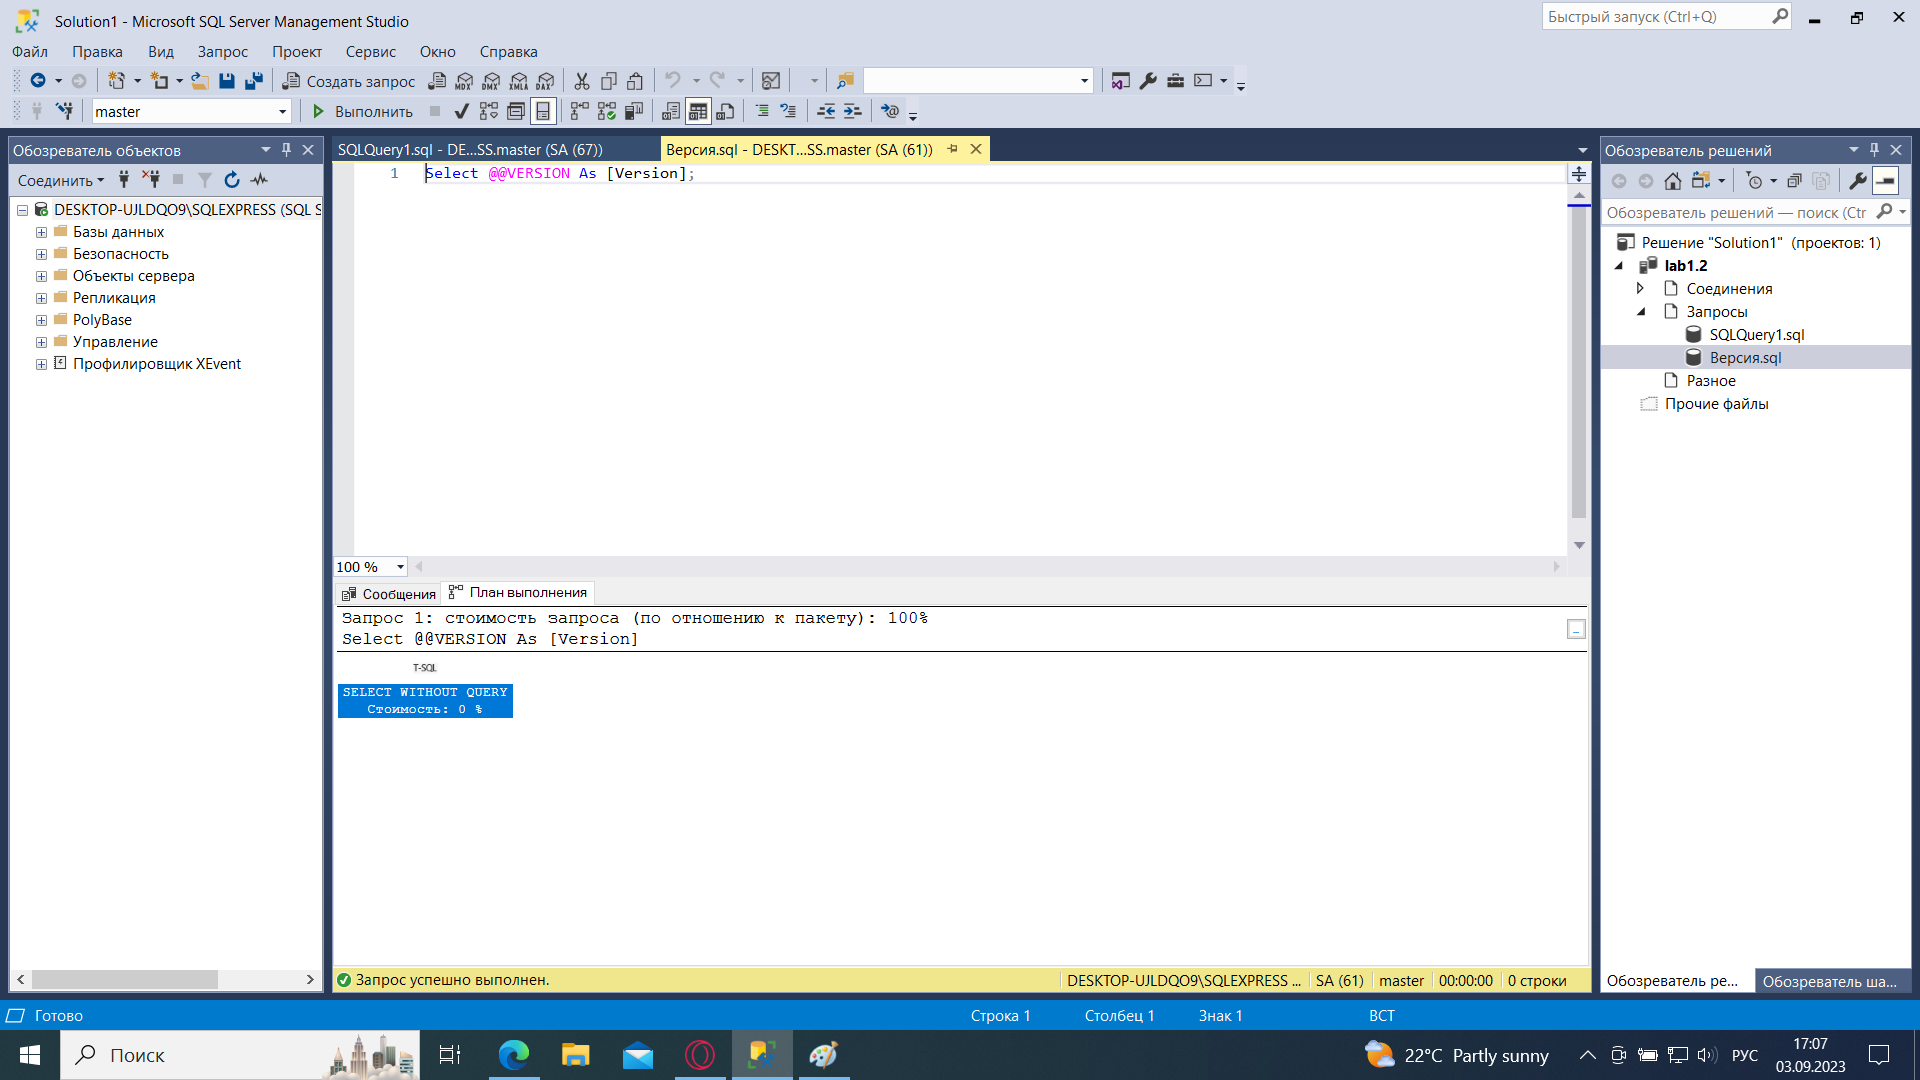 Solution1 - Microsoft SQL Server Management Studio
Быстрый запуск (Ctrl+Q)
Файл Правка Вид Запрос Проект Сервис Окно Справка
Создать запрос MDX DMX XMLA DAX
master Выполнить
Обозреватель объектов
Соединить
DESKTOP-UJLDQO9\SQLEXPRESS (SQL S
Базы данных
Безопасность
Объекты сервера
Репликация
PolyBase
Управление
Профилировщик XEvent
SQLQuery1.sql - DE...SS.master (SA (67))
Версия.sql - DESKT...SS.master (SA (61))
1 Select @@VERSION As [Version];
100 %
Сообщения План выполнения
Запрос 1: стоимость запроса (по отношению к пакету): 100%
Select @@VERSION As [Version]
...
T-SQL
SELECT WITHOUT QUERY
Стоимость: 0 %
Запрос успешно выполнен. DESKTOP-UJLDQO9\SQLEXPRESS ... SA (61) master 00:00:00 0 строки
Обозреватель решений
Обозреватель решений — поиск (Ctr
Решение "Solution1" (проектов: 1)
lab1.2
Соединения
Запросы
SQLQuery1.sql
Версия.sql
Разное
Прочие файлы
Обозреватель ре... Обозреватель ша...
Готово Строка 1 Столбец 1 Знак 1 ВСТ
Поиск 22°C Partly sunny РУС 17:07
03.09.2023